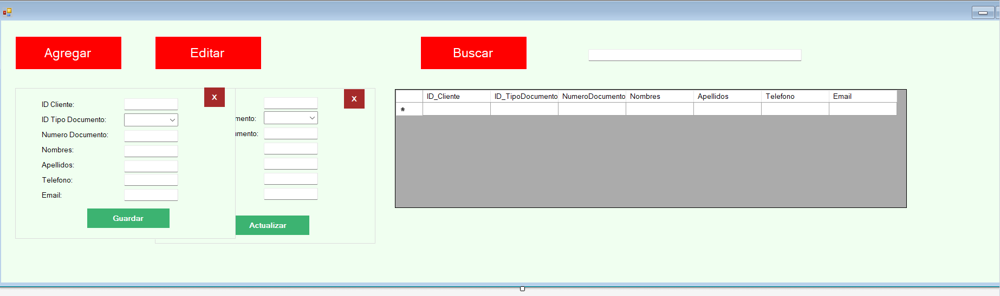 Agregar
Editar
Buscar
X
X
ID Cliente:
ID Tipo Documento:
Numero Documento:
Nombres:
Apellidos:
Telefono:
Email:
Guardar
mento:
Actualizar
ID_Cliente ID_TipoDocumento NumeroDocumento Nombres Apellidos Telefono Email
*